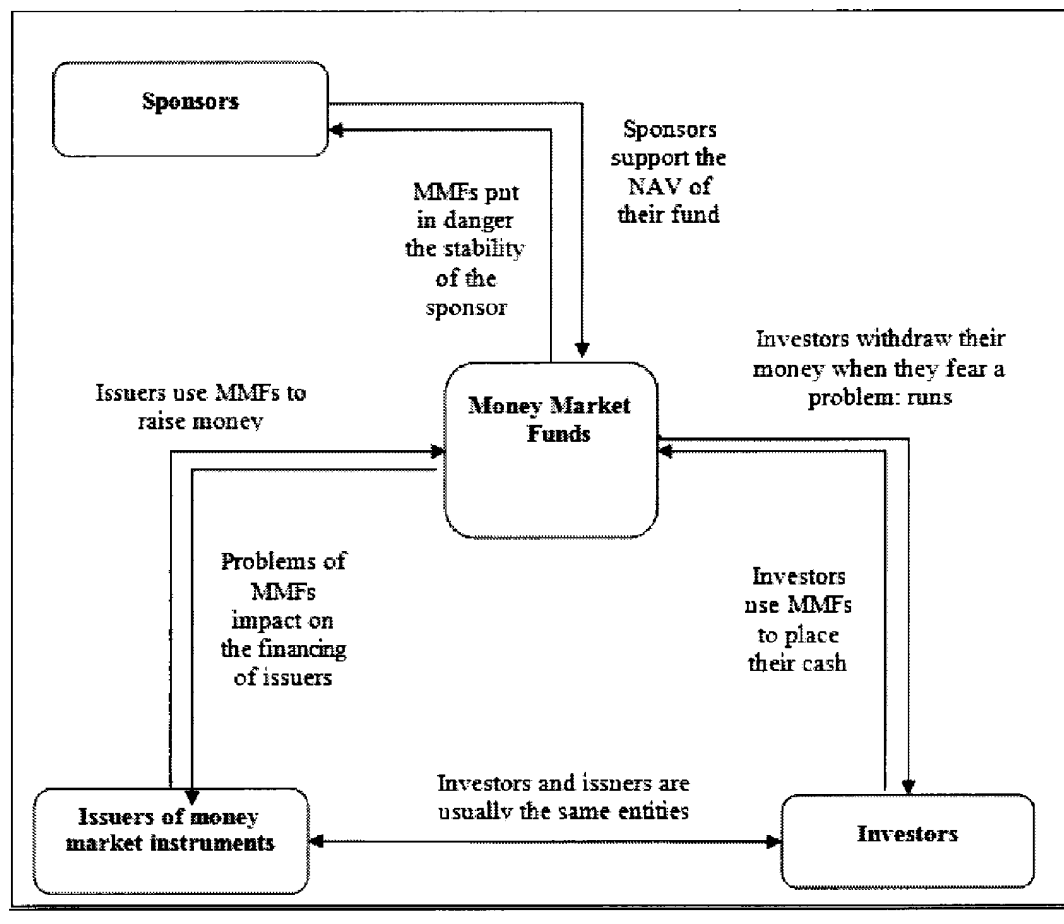 Sponsors
Sponsors
support the
NAV of
their fund
MMFs put
in danger
the stability
of the
sponsor
Investors withdraw their
money when they fear a
problem: runs
Issuers use MMFs to
raise money
Money Market
Funds
Problems of
MMFs
impact on
the financing
of issuers
Investors
use MMFs
to place
their cash
Investors and issuers are
usually the same entities
Issuers of money
market instruments
Investors